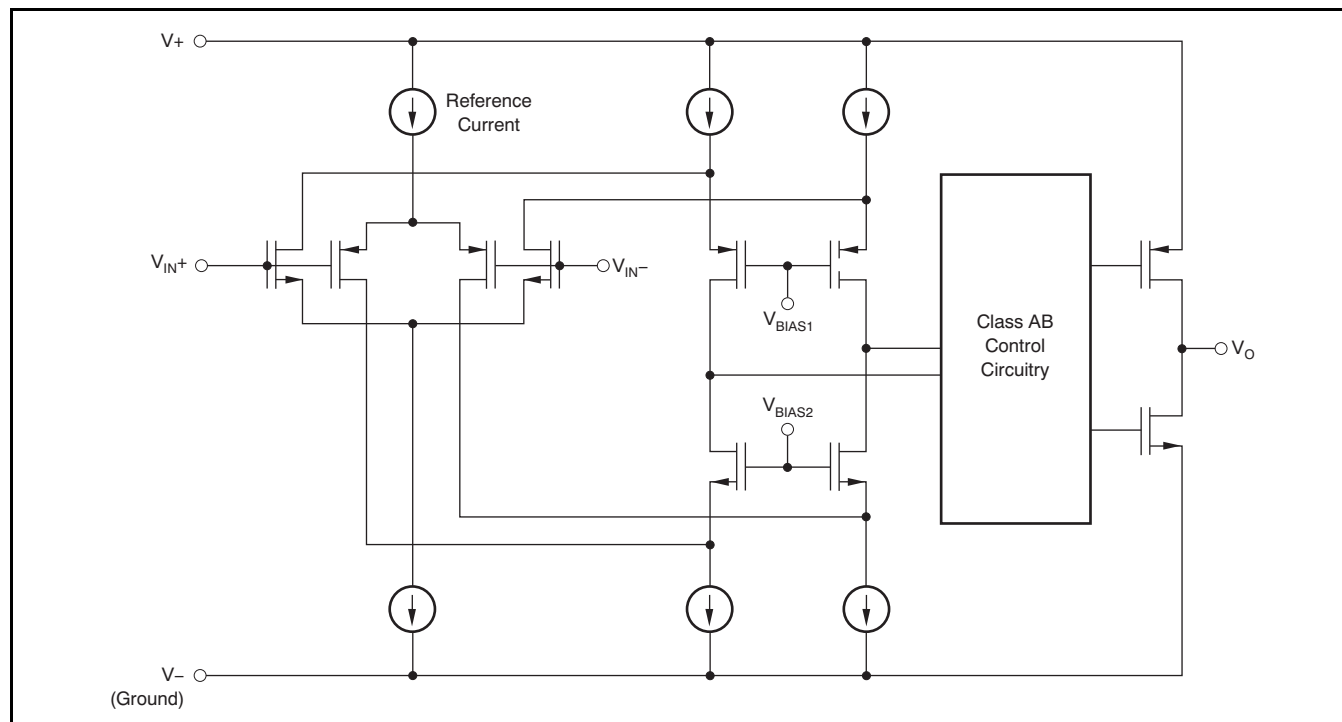 V+
Reference
Current
V_IN+
V_IN−
V_BIAS1
Class AB
Control
Circuitry
V_O
V_BIAS2
V−
(Ground)